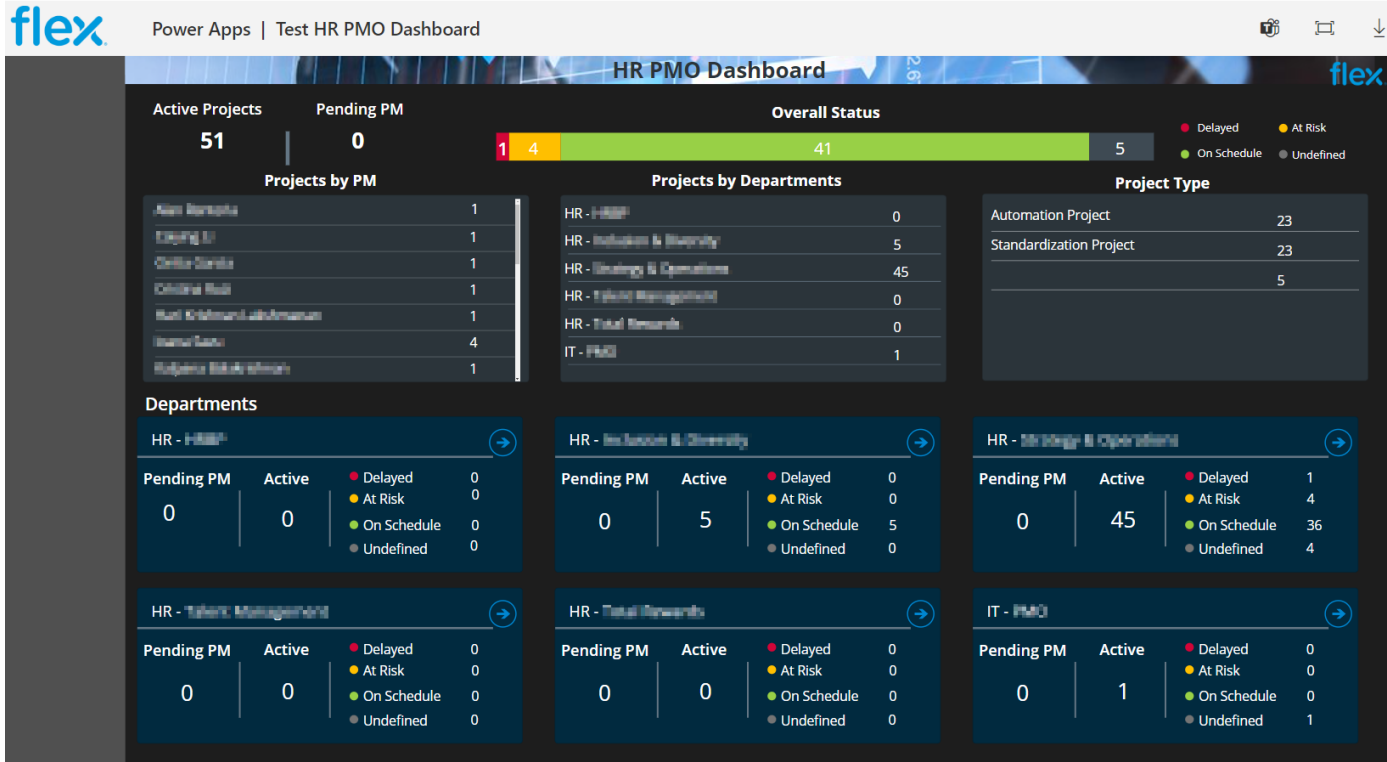 flex
Power Apps | Test HR PMO Dashboard
HR PMO Dashboard
flex
Active Projects
Pending PM
Overall Status
51
0
1
4
41
5
Delayed
At Risk
On Schedule
Undefined
Projects by PM
Projects by Departments
Project Type
1
1
1
1
1
4
1
HR - 0
HR - 5
HR - 45
HR - 0
HR - 0
IT - 1
Automation Project 23
Standardization Project 23
5
Departments
HR -
Pending PM
0
Active
0
Delayed 0
At Risk 0
On Schedule 0
Undefined 0
HR -
Pending PM
0
Active
5
Delayed 0
At Risk 0
On Schedule 5
Undefined 0
HR -
Pending PM
0
Active
45
Delayed 1
At Risk 4
On Schedule 36
Undefined 4
HR -
Pending PM
0
Active
0
Delayed 0
At Risk 0
On Schedule 0
Undefined 0
HR -
Pending PM
0
Active
0
Delayed 0
At Risk 0
On Schedule 0
Undefined 0
IT -
Pending PM
0
Active
1
Delayed 0
At Risk 0
On Schedule 0
Undefined 1